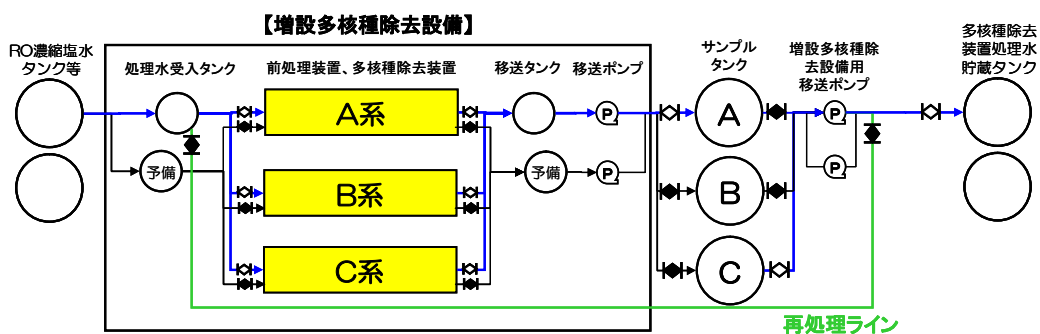 【増設多核種除去設備】
RO濃縮塩水
タンク等
処理水受入タンク
前処理装置、多核種除去装置
移送タンク
移送ポンプ
サンプル
タンク
増設多核種除
去設備用
移送ポンプ
多核種除去
装置処理水
貯蔵タンク
A系
P
A
P
予備
B系
予備
P
B
P
C系
C
再処理ライン